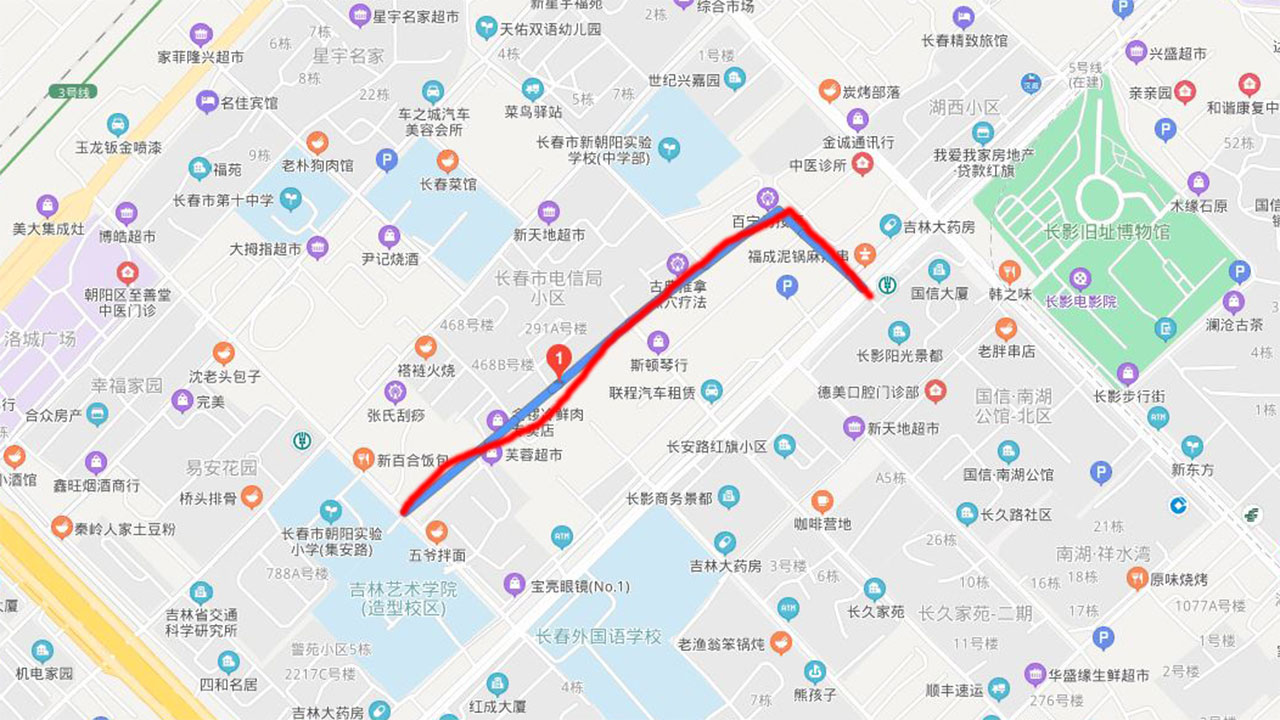 星宇名家超市
新星宇福苑
2栋
综合市场
天佑双语幼儿园
长春精致旅馆
7栋
6栋
家菲隆兴超市
星宇名家
4栋
1号楼
兴盛超市
8栋
世纪兴嘉园
5号线
(在建)
3号线
22栋
5栋
7栋
炭烤部落
亲亲园
名佳宾馆
车之城汽车
美容会所
菜鸟驿站
湖西小区
和谐康复中
玉龙钣金喷漆
长春市新朝阳实验
学校(中学部)
金诚通讯行
52栋
9栋
老朴狗肉馆
中医诊所
我爱我家房地产
-贷款红旗
福苑
长春菜馆
长春市第十中学
木缘石原
美大集成灶
博皓超市
新天地超市
吉林大药房
长影旧址博物馆
大拇指超市
尹记烧酒
福成泥锅麻
串
长春市电信局
小区
朝阳区至善堂
中医门诊
国信大厦
韩之味
长影电影院
穴疗法
468号楼
291A号楼
澜沧古茶
洛城广场
长影阳光景都
老胖串店
4栋
沈老头包子
褡裢火烧
468B号楼
1
斯顿琴行
幸福家园
联程汽车租赁
德美口腔门诊部
国信·南湖
公馆-北区
长影步行街
合众房产
完美
张氏刮痧
1栋
新天地超市
ATM
长安路红旗小区
芙蓉超市
新百合饭包
易安花园
小酒馆
鑫旺烟酒商行
桥头排骨
A5栋
国信·南湖公馆
新东方
长影商务景都
秦岭人家土豆粉
长春市朝阳实验
小学(集安路)
五爷拌面
ATM
咖啡营地
长久路社区
21栋
26栋
南湖·祥水湾
788A号楼
吉林艺术学院
(造型校区)
吉林大药房
3号楼
6栋
10栋
16栋
18栋
原味烧烤
宝亮眼镜(No.1)
ATM
长久家苑
长久家苑-二期
17栋
1077A号楼
吉林省交通
科学研究所
长春外国语学校
老渔翁笨锅炖
11号楼
1号楼
警苑小区5栋
2217C号楼
机电家园
四和名居
4栋
7栋
熊孩子
顺丰速运
华盛缘生鲜超市
2号楼
276号楼
吉林大药房
红成大厦